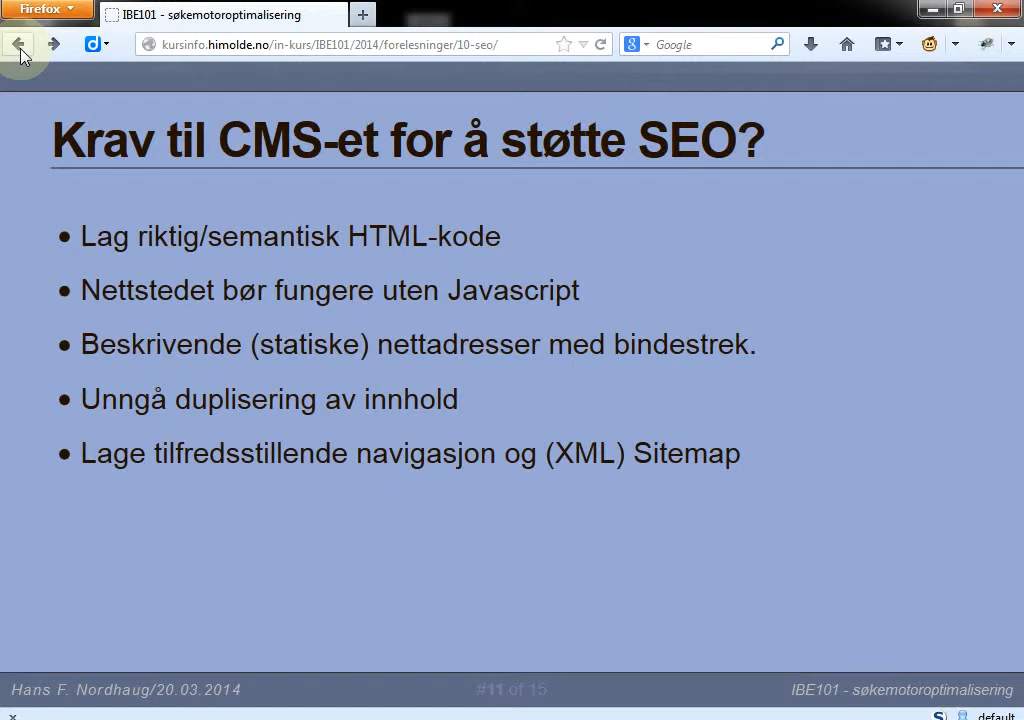 Firefox
IBE101 - søkemotoroptimalisering
kursinfo.himolde.no/in-kurs/IBE101/2014/forelesninger/10-seo/
Google
Krav til CMS-et for å støtte SEO?
• Lag riktig/semantisk HTML-kode
• Nettstedet bør fungere uten Javascript
• Beskrivende (statiske) nettadresser med bindestrek.
• Unngå duplisering av innhold
• Lage tilfredsstillende navigasjon og (XML) Sitemap
Hans F. Nordhaug/20.03.2014
#11 of 15
IBE101 - søkemotoroptimalisering
default